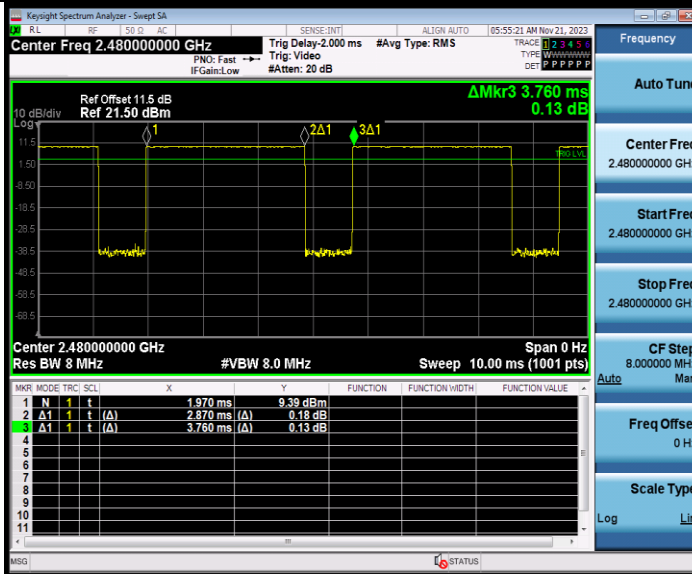 Keysight Spectrum Analyzer - Swept SA
RL RF 50 Ω AC SENSE:INT ALIGN AUTO 05:55:21 AM Nov 21, 2023
Center Freq 2.480000000 GHz
PNO: Fast
IFGain:Low
Trig Delay-2.000 ms
Trig: Video
#Atten: 20 dB
#Avg Type: RMS
TRACE 1 2 3 4 5 6
TYPE WWWWWW
DET P P P P P P
ΔMkr3 3.760 ms
0.13 dB
Ref Offset 11.5 dB
10 dB/div Ref 21.50 dBm
Log
1 2Δ1 3Δ1
11.5
TRIG LVL
1.50
-8.50
-18.5
-28.5
-38.5
-48.5
-58.5
-68.5
Center 2.480000000 GHz Span 0 Hz
Res BW 8 MHz #VBW 8.0 MHz Sweep 10.00 ms (1001 pts)
MKR MODE TRC SCL X Y FUNCTION FUNCTION WIDTH FUNCTION VALUE
1 N 1 t 1.970 ms 9.39 dBm
2 Δ1 1 t (Δ) 2.870 ms (Δ) 0.18 dB
3 Δ1 1 t (Δ) 3.760 ms (Δ) 0.13 dB
4
5
6
7
8
9
10
11
MSG STATUS
Frequency
Auto Tune
Center Freq
2.480000000 GHz
Start Freq
2.480000000 GHz
Stop Freq
2.480000000 GHz
CF Step
8.000000 MHz
Auto Man
Freq Offset
0 Hz
Scale Type
Log Lin